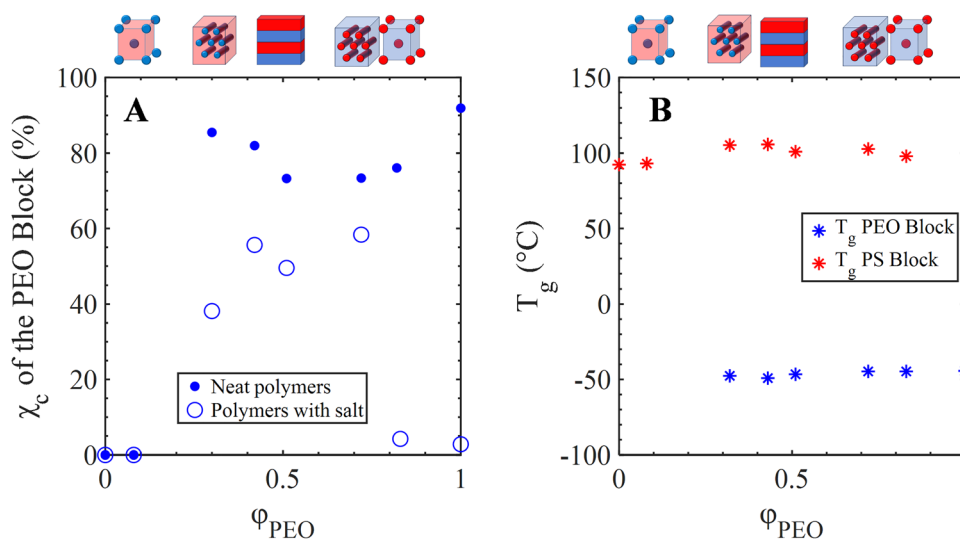 A
100
80
60
40
20
0
χc of the PEO Block (%)
Neat polymers
Polymers with salt
0
0.5
1
φPEO
B
150
100
50
0
-50
-100
Tg (°C)
Tg PEO Block
Tg PS Block
0
0.5
φPEO